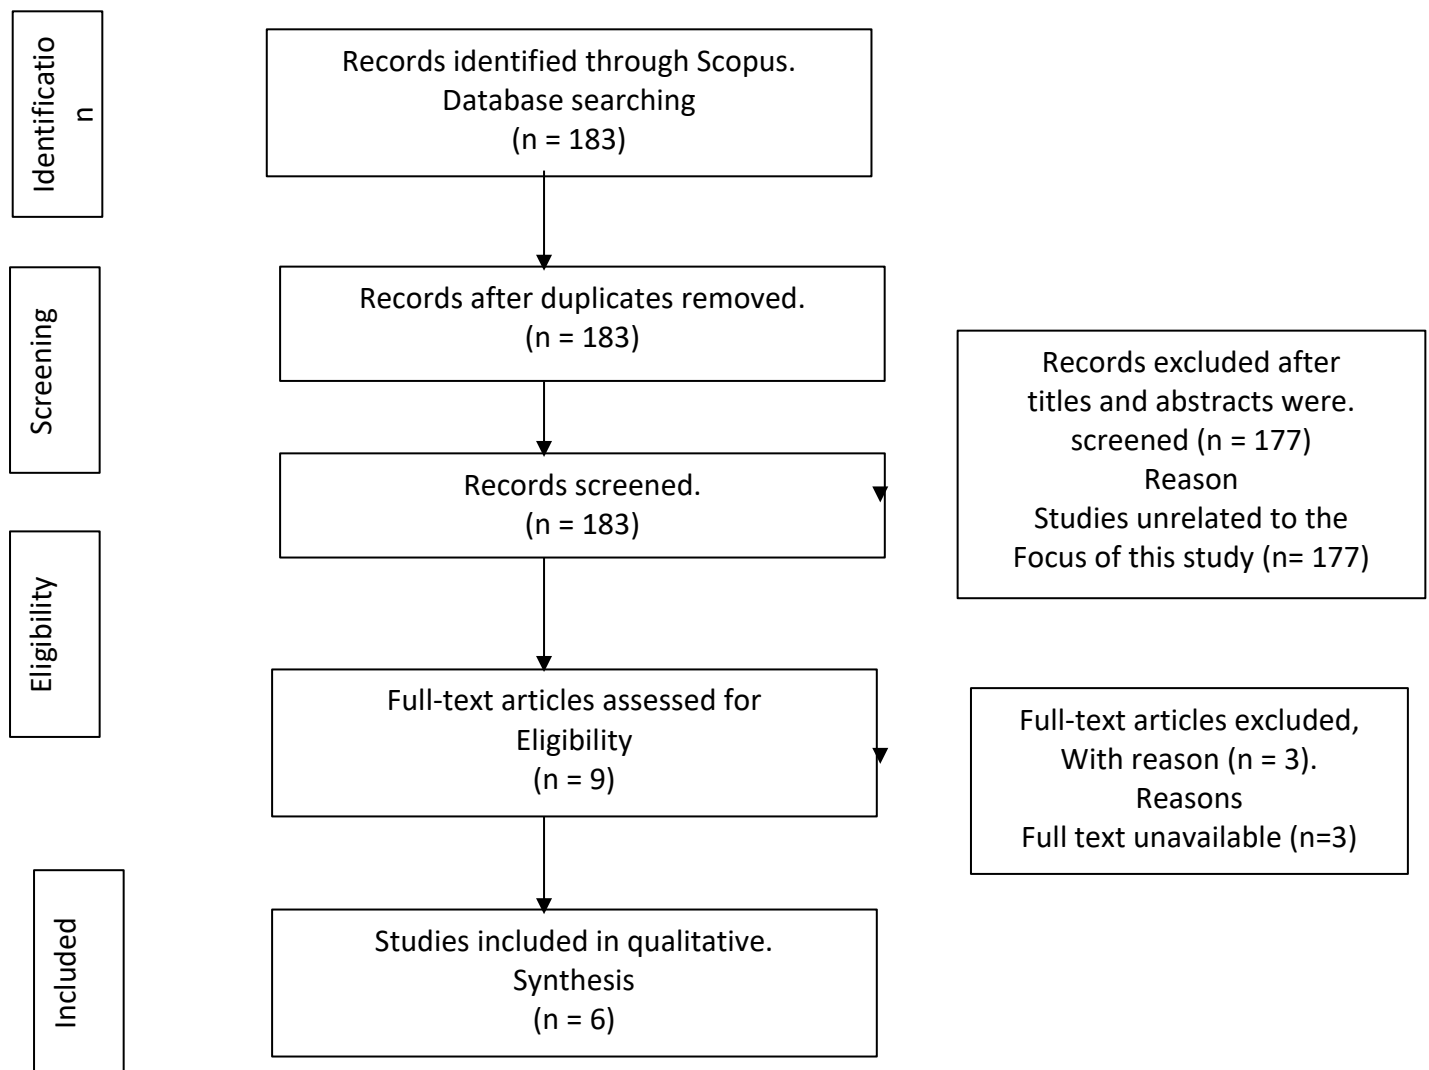 Identificatio
n
Records identified through Scopus.
Database searching
(n = 183)
Screening
Records after duplicates removed.
(n = 183)
Records excluded after
titles and abstracts were.
screened (n = 177)
Reason
Studies unrelated to the
Focus of this study (n= 177)
Records screened.
(n = 183)
Eligibility
Full-text articles assessed for
Eligibility
(n = 9)
Full-text articles excluded,
With reason (n = 3).
Reasons
Full text unavailable (n=3)
Included
Studies included in qualitative.
Synthesis
(n = 6)